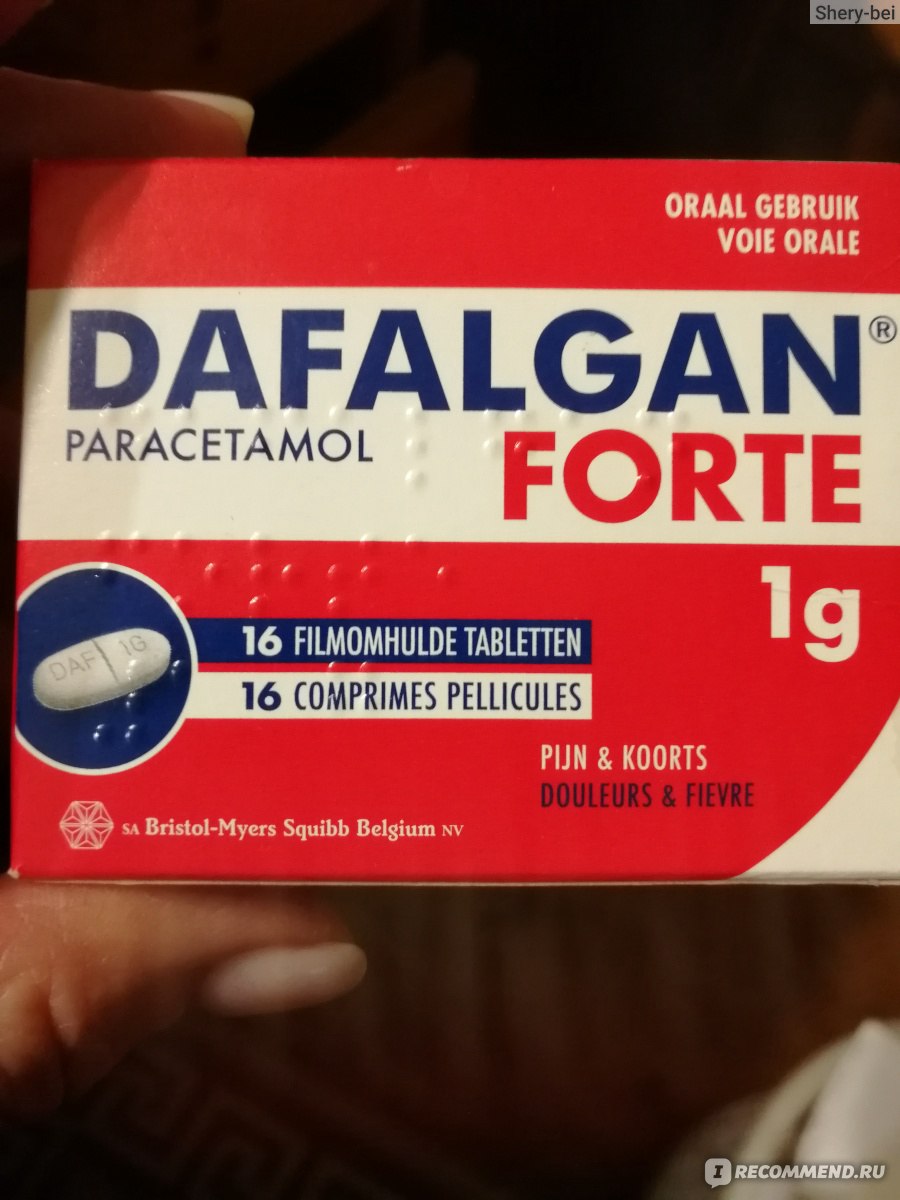 Shery-bei
ORAAL GEBRUIK
VOIE ORALE
DAFALGAN®
PARACETAMOL
FORTE
1g
DAF 1G
16 FILMOMHULDE TABLETTEN
16 COMPRIMES PELLICULES
PIJN & KOORTS
DOULEURS & FIEVRE
SA Bristol-Myers Squibb Belgium NV
IRECOMMEND.RU